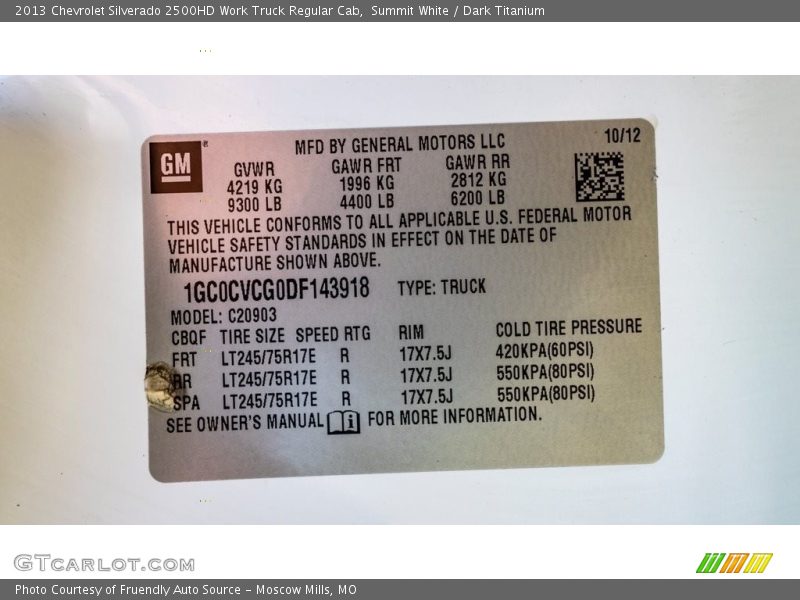 2013 Chevrolet Silverado 2500HD Work Truck Regular Cab, Summit White / Dark Titanium
GM
MFD BY GENERAL MOTORS LLC 10/12
GVWR GAWR FRT GAWR RR
4219 KG 1996 KG 2812 KG
9300 LB 4400 LB 6200 LB
THIS VEHICLE CONFORMS TO ALL APPLICABLE U.S. FEDERAL MOTOR
VEHICLE SAFETY STANDARDS IN EFFECT ON THE DATE OF
MANUFACTURE SHOWN ABOVE.
1GC0CVCG0DF143918 TYPE: TRUCK
MODEL: C20903
CBQF TIRE SIZE SPEED RTG RIM COLD TIRE PRESSURE
FRT LT245/75R17E R 17X7.5J 420KPA(60PSI)
RR LT245/75R17E R 17X7.5J 550KPA(80PSI)
SPA LT245/75R17E R 17X7.5J 550KPA(80PSI)
SEE OWNER'S MANUAL FOR MORE INFORMATION.
GTCARLOT.COM
Photo Courtesy of Fruendly Auto Source - Moscow Mills, MO